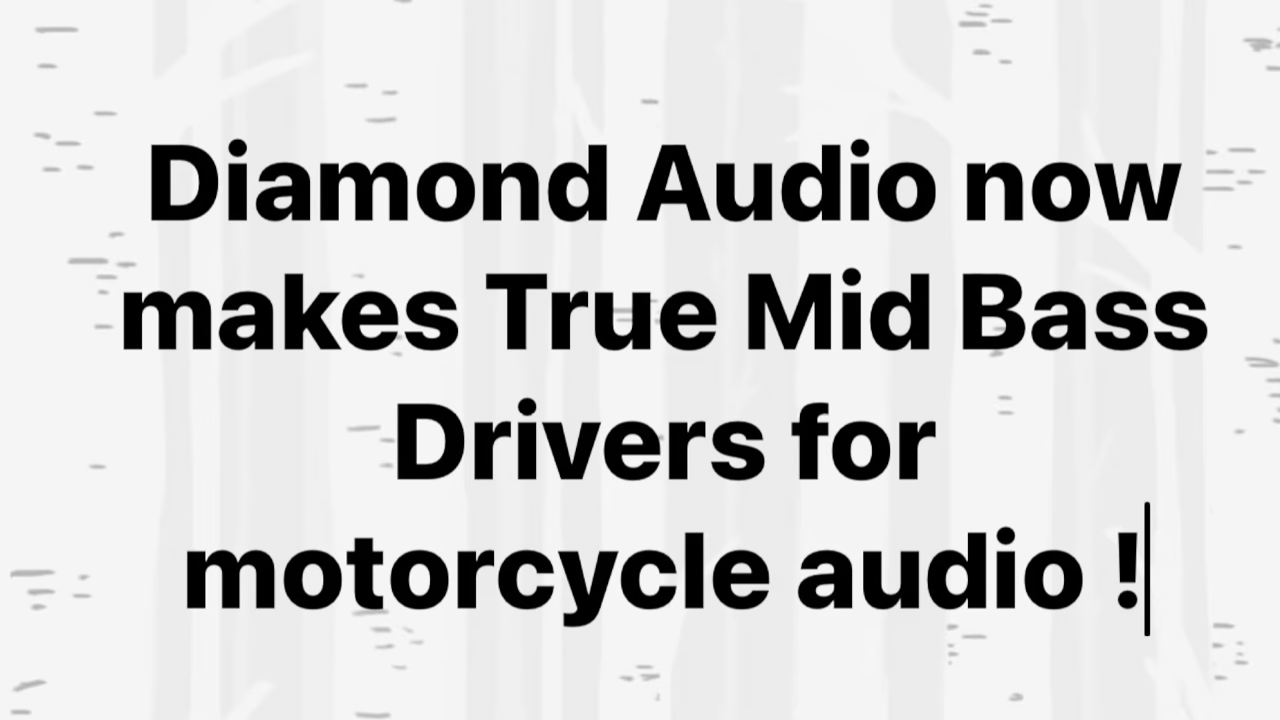 Diamond Audio now
makes True Mid Bass
Drivers for
motorcycle audio !